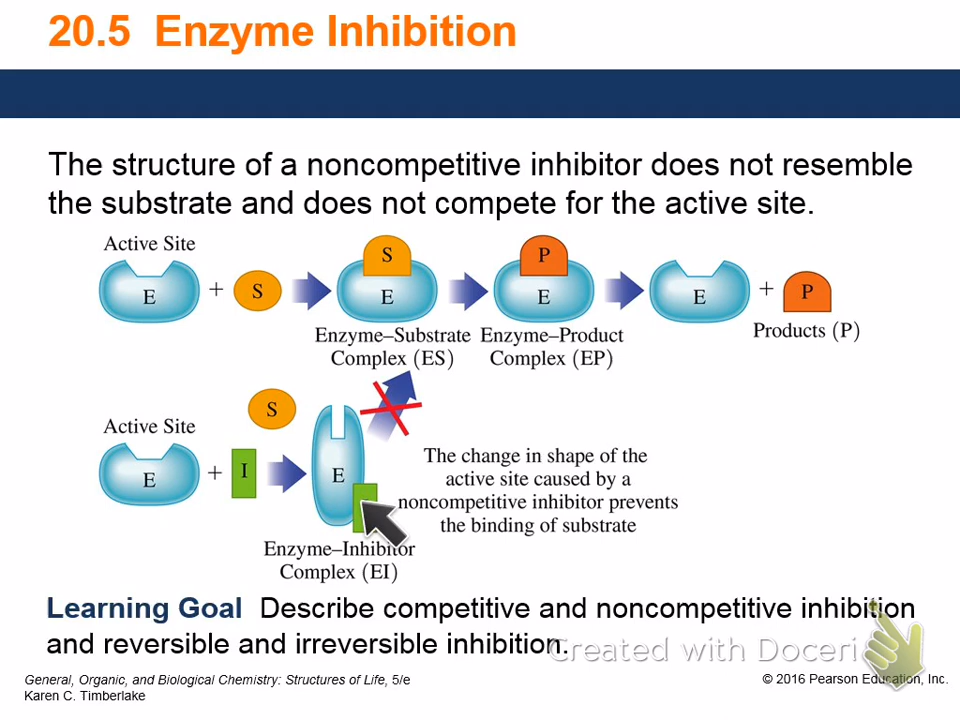 20.5 Enzyme Inhibition
The structure of a noncompetitive inhibitor does not resemble
the substrate and does not compete for the active site.
Active Site
E
+
S
S
E
P
E
E
+
P
Enzyme–Substrate
Complex (ES)
Enzyme–Product
Complex (EP)
Products (P)
Active Site
E
+
I
S
E
The change in shape of the
active site caused by a
noncompetitive inhibitor prevents
the binding of substrate
Enzyme–Inhibitor
Complex (EI)
Learning Goal Describe competitive and noncompetitive inhibition
and reversible and irreversible inhibition.
Created with Doceri
General, Organic, and Biological Chemistry: Structures of Life, 5/e
Karen C. Timberlake
© 2016 Pearson Education, Inc.